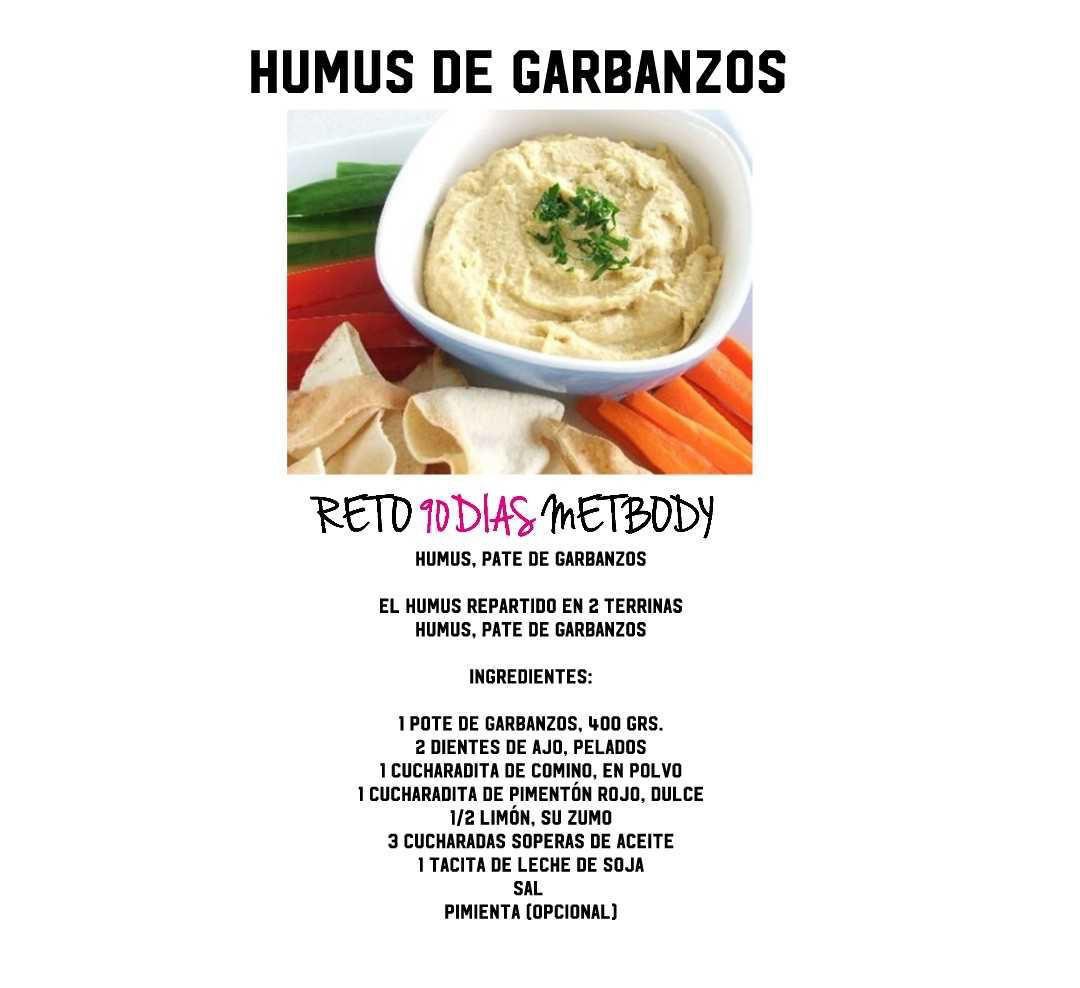 HUMUS DE GARBANZOS
RETO 90 DIAS METBODY
HUMUS, PATE DE GARBANZOS
EL HUMUS REPARTIDO EN 2 TERRINAS
HUMUS, PATE DE GARBANZOS
INGREDIENTES:
1 POTE DE GARBANZOS, 400 GRS.
2 DIENTES DE AJO, PELADOS
1 CUCHARADITA DE COMINO, EN POLVO
1 CUCHARADITA DE PIMENTÓN ROJO, DULCE
1/2 LIMÓN, SU ZUMO
3 CUCHARADAS SOPERAS DE ACEITE
1 TACITA DE LECHE DE SOJA
SAL
PIMIENTA (OPCIONAL)